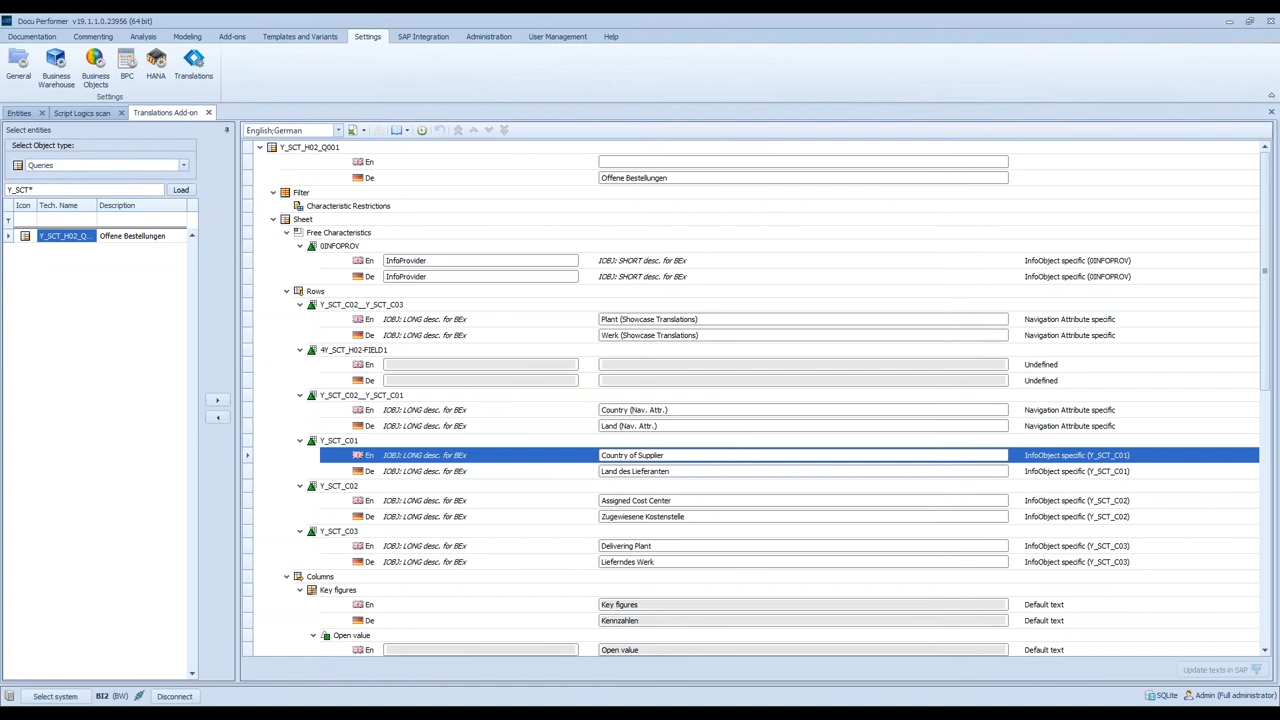 Docu Performer v19.1.1.0.23956 (64 bit)
Documentation Commenting Analysis Modeling Add-ons Templates and Variants Settings SAP Integration Administration User Management Help
General Business Warehouse Business Objects BPC HANA Translations
Settings
Entities Script Logics scan Translations Add-on
Select entities
Select Object type:
Queries
Y_SCT* Load
Icon Tech. Name Description
Y_SCT_H02_Q... Offene Bestellungen
English;German
Y_SCT_H02_Q001
En
De Offene Bestellungen
Filter
Characteristic Restrictions
Sheet
Free Characteristics
0INFOPROV
En InfoProvider IOBJ: SHORT desc. for BEx InfoObject specific (0INFOPROV)
De InfoProvider IOBJ: SHORT desc. for BEx InfoObject specific (0INFOPROV)
Rows
Y_SCT_C02__Y_SCT_C03
En IOBJ: LONG desc. for BEx Plant (Showcase Translations) Navigation Attribute specific
De IOBJ: LONG desc. for BEx Werk (Showcase Translations) Navigation Attribute specific
4Y_SCT_H02-FIELD1
En Undefined
De Undefined
Y_SCT_C02__Y_SCT_C01
En IOBJ: LONG desc. for BEx Country (Nav. Attr.) Navigation Attribute specific
De IOBJ: LONG desc. for BEx Land (Nav. Attr.) Navigation Attribute specific
Y_SCT_C01
En IOBJ: LONG desc. for BEx Country of Supplier InfoObject specific (Y_SCT_C01)
De IOBJ: LONG desc. for BEx Land des Lieferanten InfoObject specific (Y_SCT_C01)
Y_SCT_C02
En IOBJ: LONG desc. for BEx Assigned Cost Center InfoObject specific (Y_SCT_C02)
De IOBJ: LONG desc. for BEx Zugewiesene Kostenstelle InfoObject specific (Y_SCT_C02)
Y_SCT_C03
En IOBJ: LONG desc. for BEx Delivering Plant InfoObject specific (Y_SCT_C03)
De IOBJ: LONG desc. for BEx Lieferndes Werk InfoObject specific (Y_SCT_C03)
Columns
Key figures
En Key figures Default text
De Kennzahlen Default text
Open value
En Open value Default text
Update texts in SAP
Select system BI2 (BW) Disconnect SQLite Admin (Full administrator)